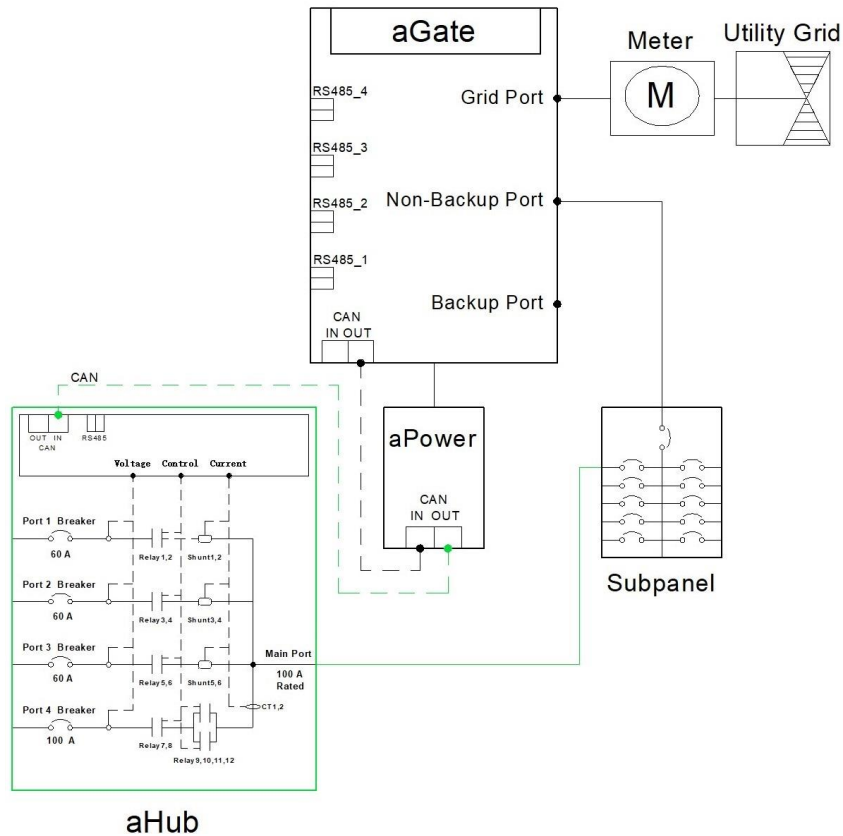 aGate
Meter
Utility Grid
M
RS485_4
Grid Port
RS485_3
RS485_2
Non-Backup Port
RS485_1
Backup Port
CAN
IN OUT
CAN
OUT IN
CAN
RS485
aPower
CAN
IN OUT
Voltage Control Current
Port 1 Breaker
60 A
Relay1,2
Shunt1,2
Port 2 Breaker
60 A
Relay3,4
Shunt3,4
Port 3 Breaker
60 A
Relay5,6
Shunt5,6
Main Port
100 A
Rated
Port 4 Breaker
100 A
Relay7,8
CT1,2
Relay9,10,11,12
Subpanel
aHub